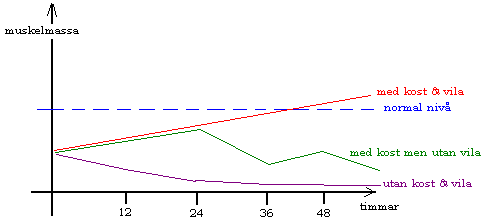 muskelmassa
med kost & vila
normal nivå
med kost men utan vila
utan kost & vila
timmar
12 24 36 48